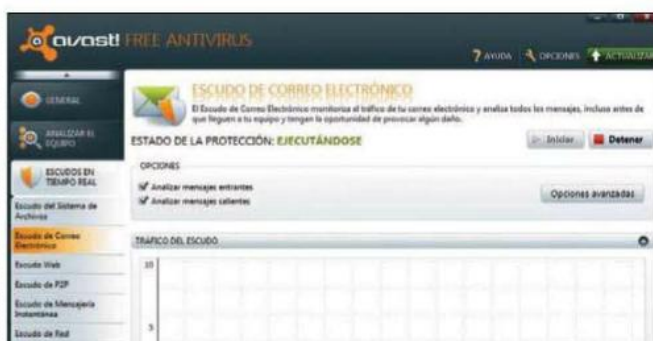 avast! FREE ANTIVIRUS
? AYUDA OPCIONES ACTUALIZAR
GENERAL
ANALIZAR EL
EQUIPO
ESCUDOS EN
TIEMPO REAL
Escudo del Sistema de
Archivos
Escudo de Correo
Electrónico
Escudo Web
Escudo de P2P
Escudo de Mensajería
Instantánea
Escudo de Red
ESCUDO DE CORREO ELECTRÓNICO
El Escudo de Correo Electrónico monitoriza el tráfico de tu correo electrónico y analiza todos los mensajes, incluso antes de
que lleguen a tu equipo y tengan la oportunidad de provocar algún daño.
ESTADO DE LA PROTECCIÓN: EJECUTÁNDOSE
Iniciar Detener
OPCIONES
Analizar mensajes entrantes
Analizar mensajes salientes
Opciones avanzadas
TRÁFICO DEL ESCUDO
10
5